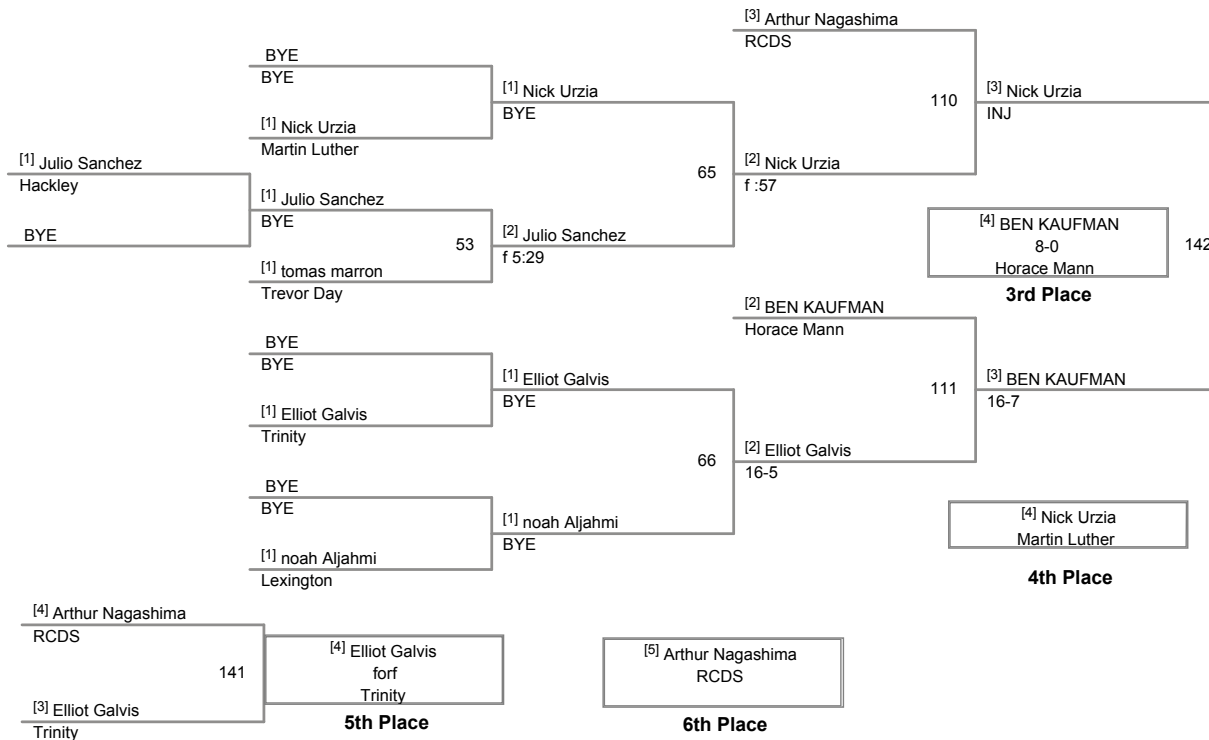 [3] Arthur Nagashima
RCDS
BYE
BYE
[1] Nick Urzia
BYE
110
[3] Nick Urzia
INJ
[1] Nick Urzia
Martin Luther
[1] Julio Sanchez
Hackley
65
[2] Nick Urzia
f :57
[1] Julio Sanchez
BYE
BYE
53
[2] Julio Sanchez
f 5:29
[4] BEN KAUFMAN
8-0
Horace Mann
142
3rd Place
[1] tomas marron
Trevor Day
[2] BEN KAUFMAN
Horace Mann
BYE
BYE
[1] Elliot Galvis
BYE
111
[3] BEN KAUFMAN
16-7
[1] Elliot Galvis
Trinity
66
[2] Elliot Galvis
16-5
BYE
BYE
[1] noah Aljahmi
BYE
[4] Nick Urzia
Martin Luther
4th Place
[1] noah Aljahmi
Lexington
[4] Arthur Nagashima
RCDS
141
[4] Elliot Galvis
forf
Trinity
5th Place
[5] Arthur Nagashima
RCDS
6th Place
[3] Elliot Galvis
Trinity